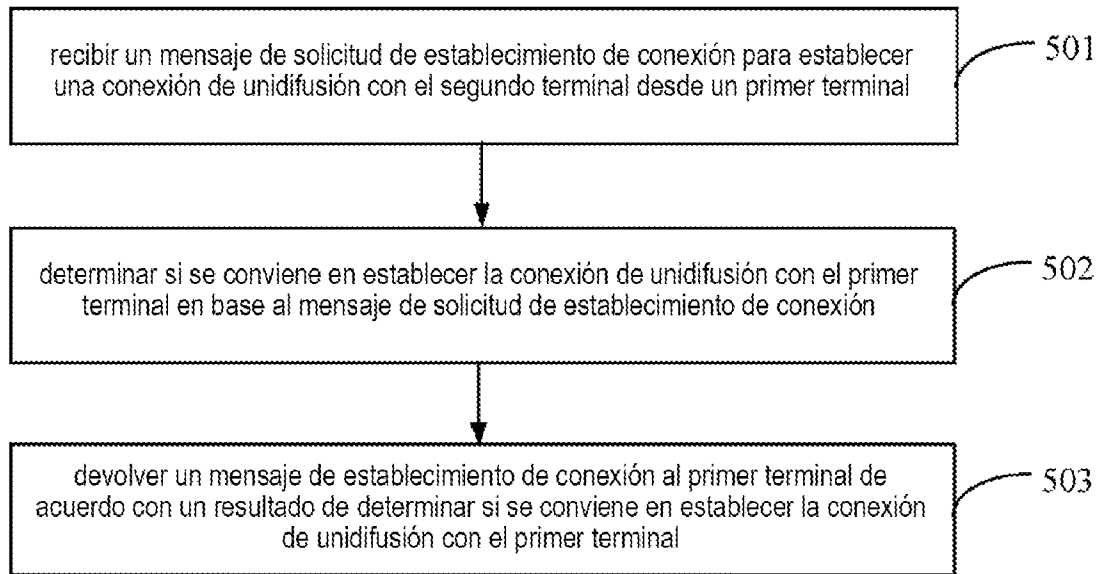 recibir un mensaje de solicitud de establecimiento de conexión para establecer
una conexión de unidifusión con el segundo terminal desde un primer terminal
501
determinar si se conviene en establecer la conexión de unidifusión con el primer
terminal en base al mensaje de solicitud de establecimiento de conexión
502
devolver un mensaje de establecimiento de conexión al primer terminal de
acuerdo con un resultado de determinar si se conviene en establecer la conexión
de unidifusión con el primer terminal
503